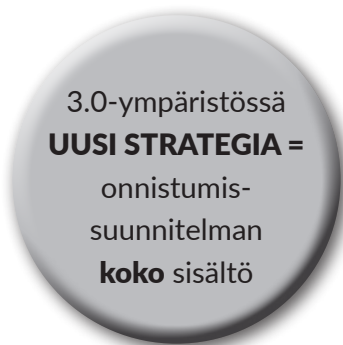 3.0-ympäristössä
UUSI STRATEGIA =
onnistumis-
suunnitelman
koko sisältö